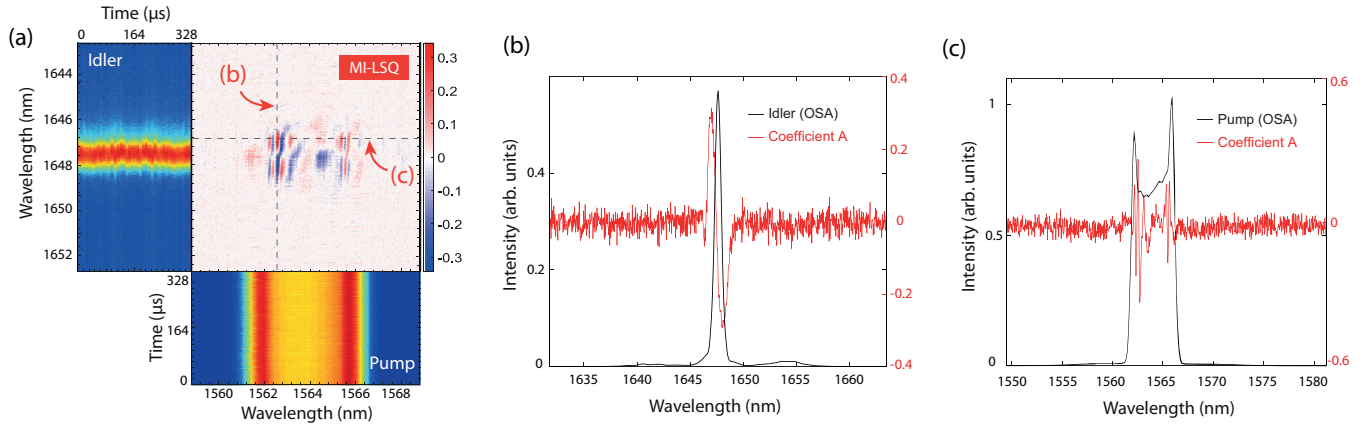 (a)
Time (µs)
0 164 328
Idler
MI-LSQ
(b)
(c)
Wavelength (nm)
1644
1646
1648
1650
1652
0.3
0.2
0.1
0
-0.1
-0.2
-0.3
Time (µs)
328
164
0
Pump
1560 1562 1564 1566 1568
Wavelength (nm)
(b)
Intensity (arb. units)
0.4
0.2
0
Idler (OSA)
Coefficient A
0.4
0.2
0
-0.2
-0.4
1635 1640 1645 1650 1655 1660
Wavelength (nm)
(c)
Intensity (arb. units)
1
0.5
0
Pump (OSA)
Coefficient A
0.6
0
-0.6
1550 1555 1560 1565 1570 1575 1580
Wavelength (nm)